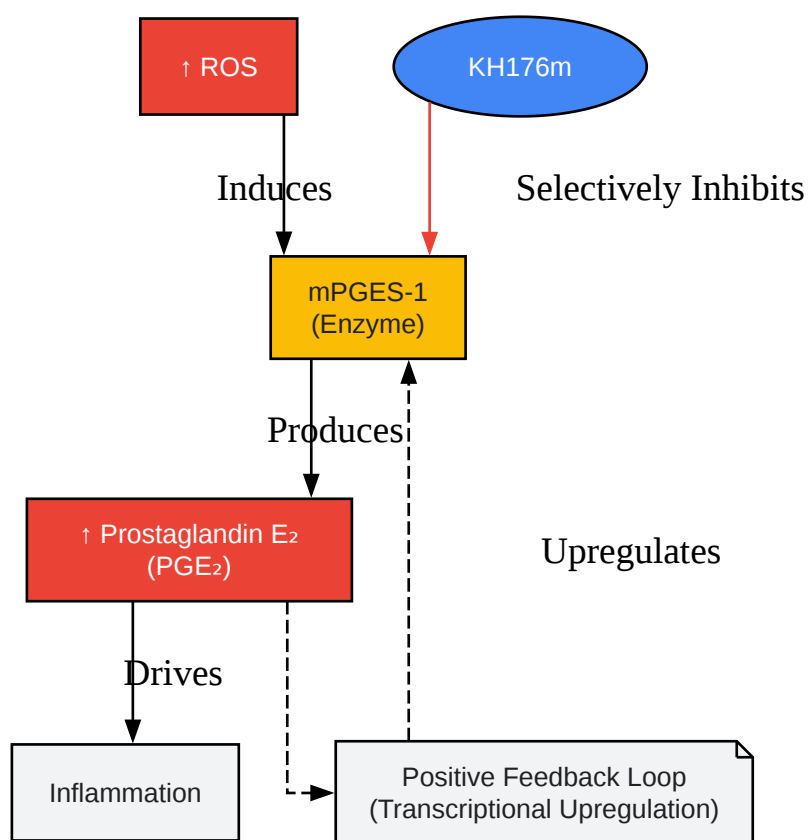 ↑ ROS
KH176m
Induces
Selectively Inhibits
mPGES-1
(Enzyme)
Produces
↑ Prostaglandin E₂
(PGE₂)
Upregulates
Drives
Inflammation
Positive Feedback Loop
(Transcriptional Upregulation)